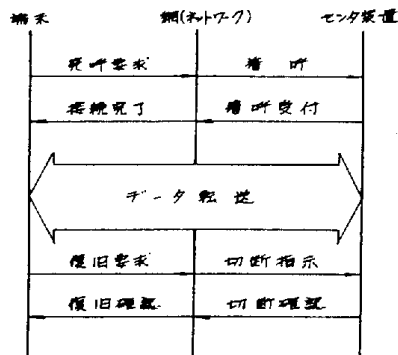 端末 網(ネットワーク) センタ装置
発呼要求 着呼
接続完了 着呼受付
データ転送
復旧要求 切断指示
復旧確認 切断確認